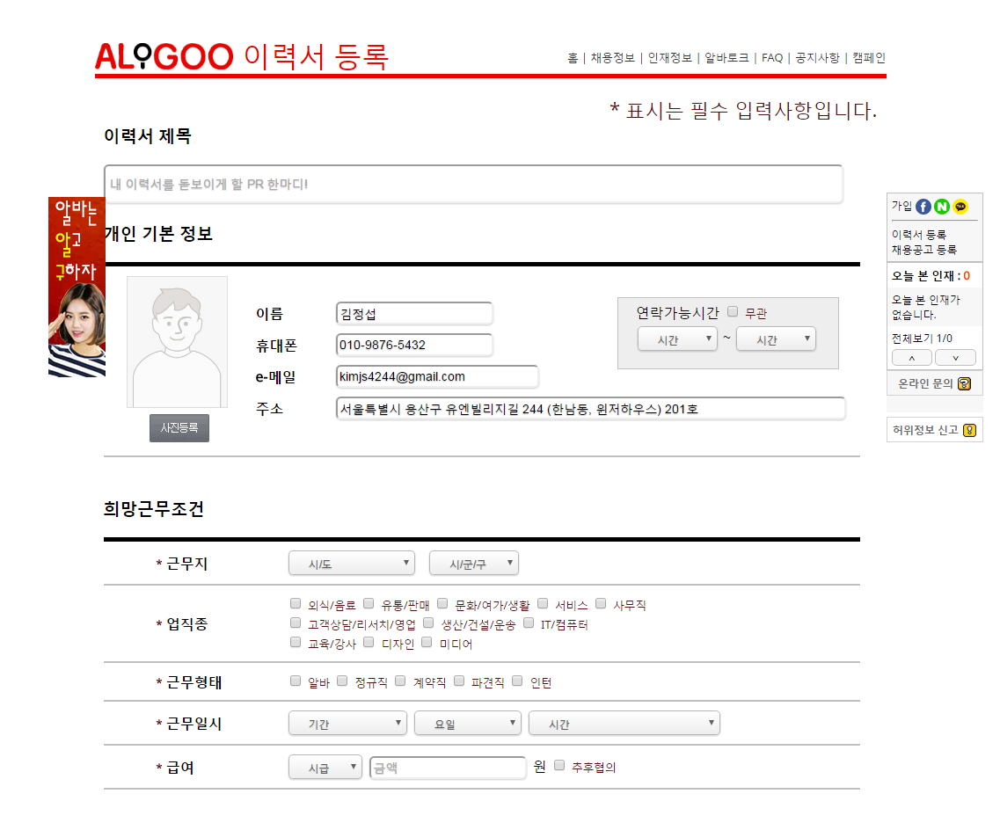 ALOGOO 이력서 등록
홈 | 채용정보 | 인재정보 | 알바토크 | FAQ | 공지사항 | 캠페인
* 표시는 필수 입력사항입니다.
이력서 제목
내 이력서를 돋보이게 할 PR 한마디!
알바는
알고
구하자
개인 기본 정보
이름 김정섭
휴대폰 010-9876-5432
e-메일 kimjs4244@gmail.com
주소 서울특별시 용산구 유엔빌리지길 244 (한남동, 윈저하우스) 201호
연락가능시간 무관
시간 ~ 시간
사진등록
가입 f N TALK
이력서 등록
채용공고 등록
오늘 본 인재 : 0
오늘 본 인재가
없습니다.
전체보기 1/0
˄ ˅
온라인 문의
허위정보 신고
희망근무조건
* 근무지 시/도 시/군/구
* 업직종
외식/음료 유통/판매 문화/여가/생활 서비스 사무직
고객상담/리서치/영업 생산/건설/운송 IT/컴퓨터
교육/강사 디자인 미디어
* 근무형태 알바 정규직 계약직 파견직 인턴
* 근무일시 기간 요일 시간
* 급여 시급 금액 원 추후협의